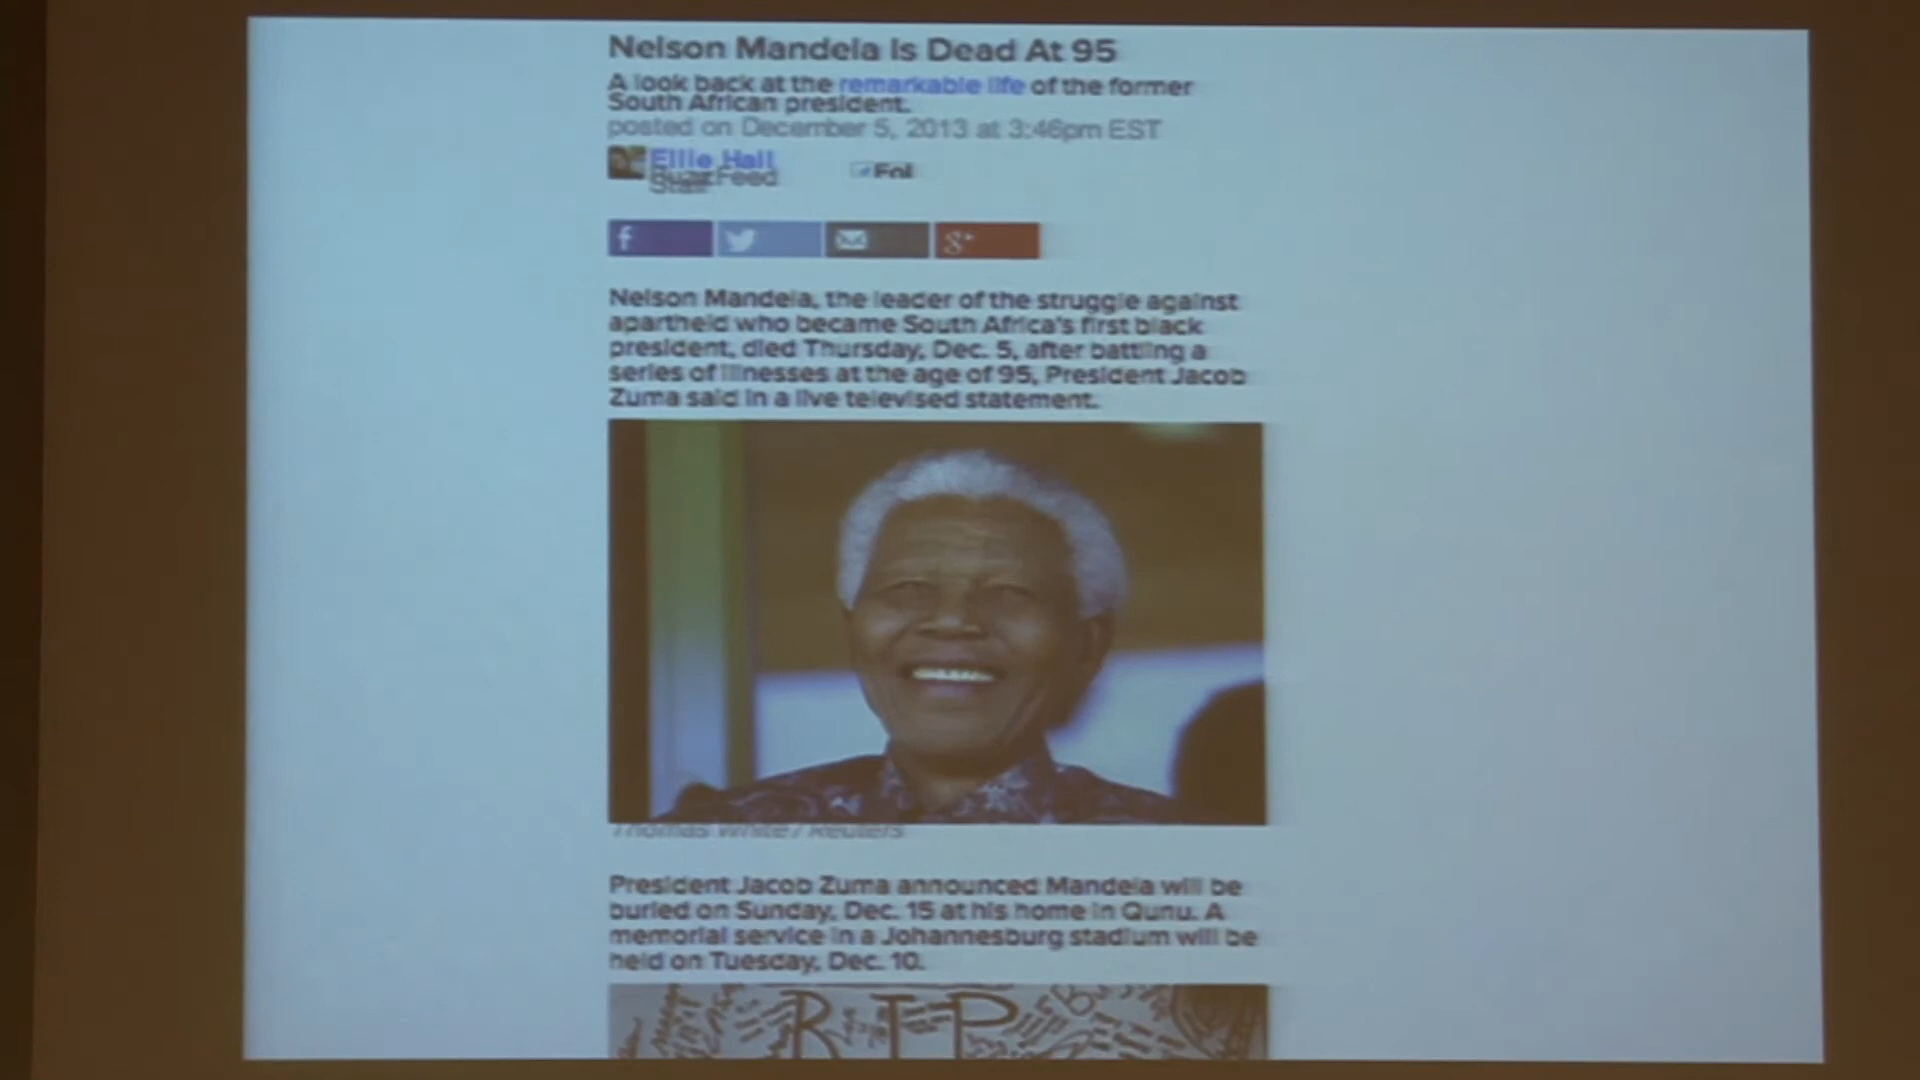 Nelson Mandela Is Dead At 95
A look back at the remarkable life of the former
South African president.
posted on December 5, 2013 at 3:46pm EST
Ellie Hall
BuzzFeed
Staff
Fol
f
g+
Nelson Mandela, the leader of the struggle against
apartheid who became South Africa's first black
president, died Thursday, Dec. 5, after battling a
series of illnesses at the age of 95, President Jacob
Zuma said in a live televised statement.
Thomas White / Reuters
President Jacob Zuma announced Mandela will be
buried on Sunday, Dec. 15 at his home in Qunu. A
memorial service in a Johannesburg stadium will be
held on Tuesday, Dec. 10.
RIP